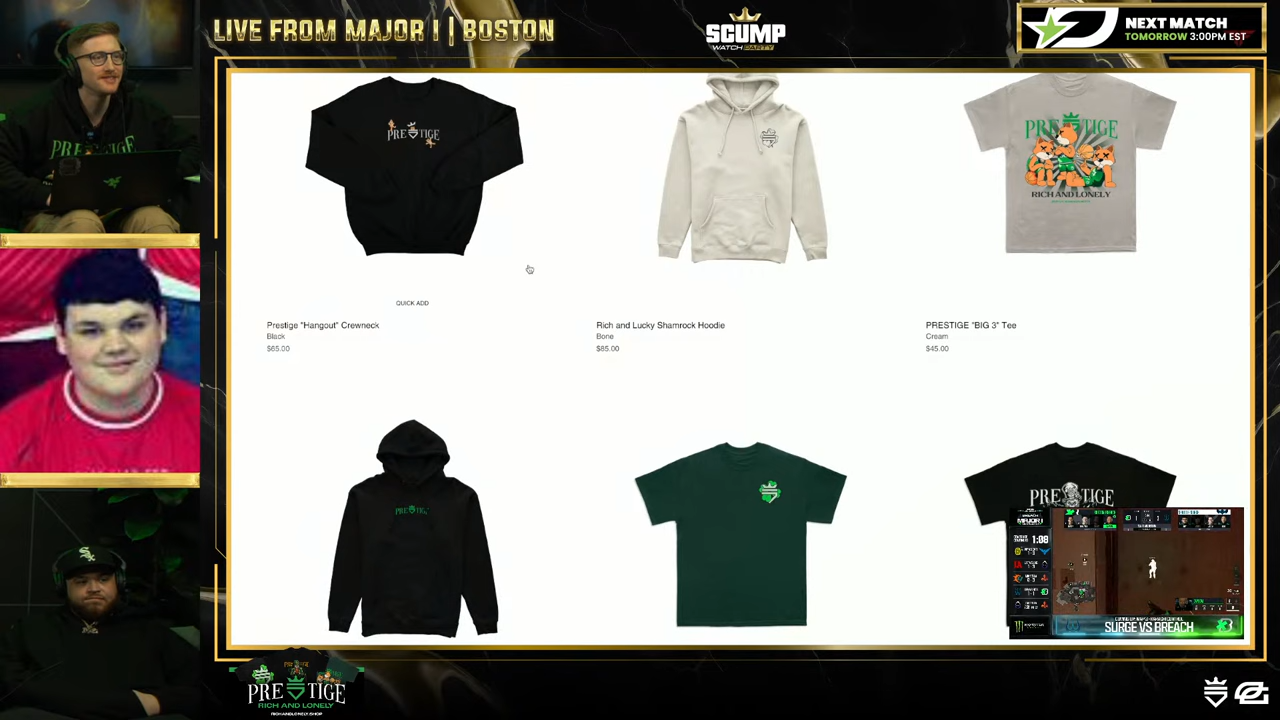 LIVE FROM MAJOR I | BOSTON
SCUMP
WATCH PARTY
NEXT MATCH
TOMORROW 3:00PM EST
PRESTIGE
PRESTIGE
PRESTIGE
RICH AND LONELY
QUICK ADD
Prestige "Hangout" Crewneck
Black
$65.00
Rich and Lucky Shamrock Hoodie
Bone
$85.00
PRESTIGE "BIG 3" Tee
Cream
$45.00
PRESTIGE
PRESTIGE
MAJOR I
1:08
SURGE VS BREACH
PRESTIGE
RICH AND LONELY
RICHANDLONELY.SHOP